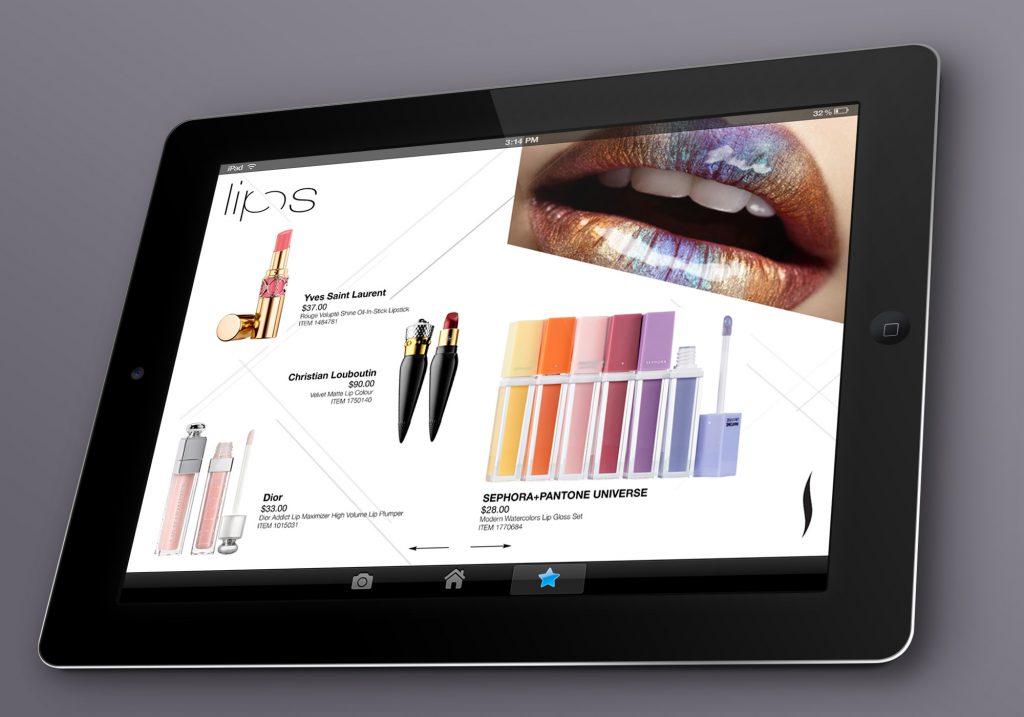 iPad
3:14 PM
32 %
lips
Yves Saint Laurent
$37.00
Rouge Volupté Shine Oil-In-Stick Lipstick
ITEM 1484781
Christian Louboutin
$90.00
Velvet Matte Lip Colour
ITEM 1750140
Dior
$33.00
Dior Addict Lip Maximizer High Volume Lip Plumper
ITEM 1015031
SEPHORA
SEPHORA+PANTONE UNIVERSE
$28.00
Modern Watercolors Lip Gloss Set
ITEM 1770684